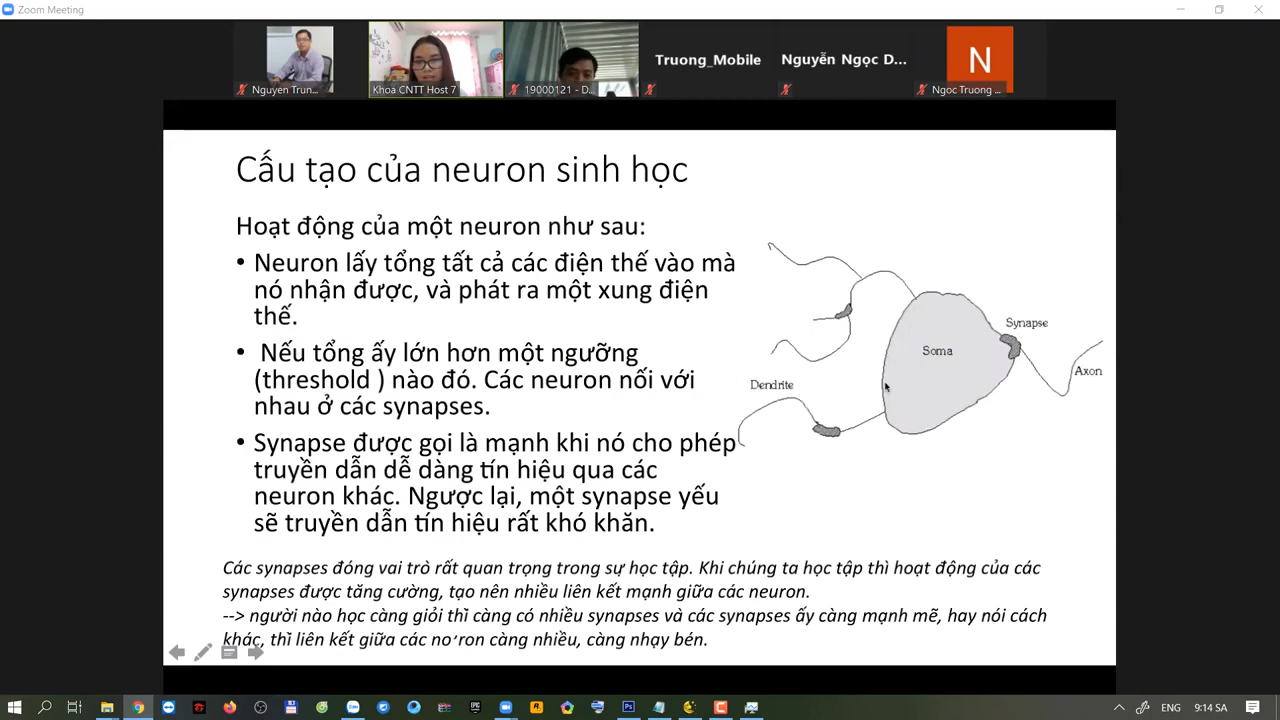 Zoom Meeting
Truong_Mobile
Nguyễn Ngọc D...
N
Nguyen Trun...
Khoa CNTT Host 7
19000121 - D...
Ngoc Truong ...
Cấu tạo của neuron sinh học
Hoạt động của một neuron như sau:
• Neuron lấy tổng tất cả các điện thế vào mà
nó nhận được, và phát ra một xung điện
thế.
• Nếu tổng ấy lớn hơn một ngưỡng
(threshold ) nào đó. Các neuron nối với
nhau ở các synapses.
• Synapse được gọi là mạnh khi nó cho phép
truyền dẫn dễ dàng tín hiệu qua các
neuron khác. Ngược lại, một synapse yếu
sẽ truyền dẫn tín hiệu rất khó khăn.
Synapse
Soma
Axon
Dendrite
Các synapses đóng vai trò rất quan trọng trong sự học tập. Khi chúng ta học tập thì hoạt động của các
synapses được tăng cường, tạo nên nhiều liên kết mạnh giữa các neuron.
--> người nào học càng giỏi thì càng có nhiều synapses và các synapses ấy càng mạnh mẽ, hay nói cách
khác, thì liên kết giữa các nơron càng nhiều, càng nhạy bén.
ENG
9:14 SA